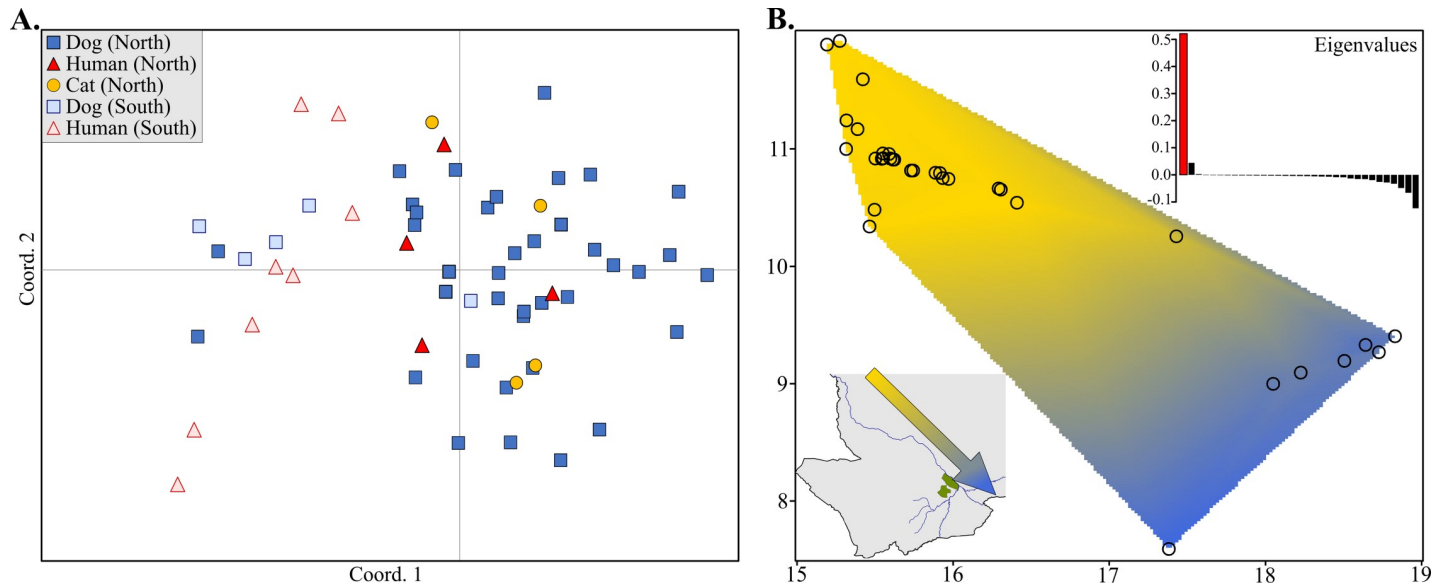 A.
Dog (North)
Human (North)
Cat (North)
Dog (South)
Human (South)
Coord. 2
Coord. 1
B.
Eigenvalues
0.5
0.4
0.3
0.2
0.1
0.0
-0.1
11
10
9
8
15 16 17 18 19